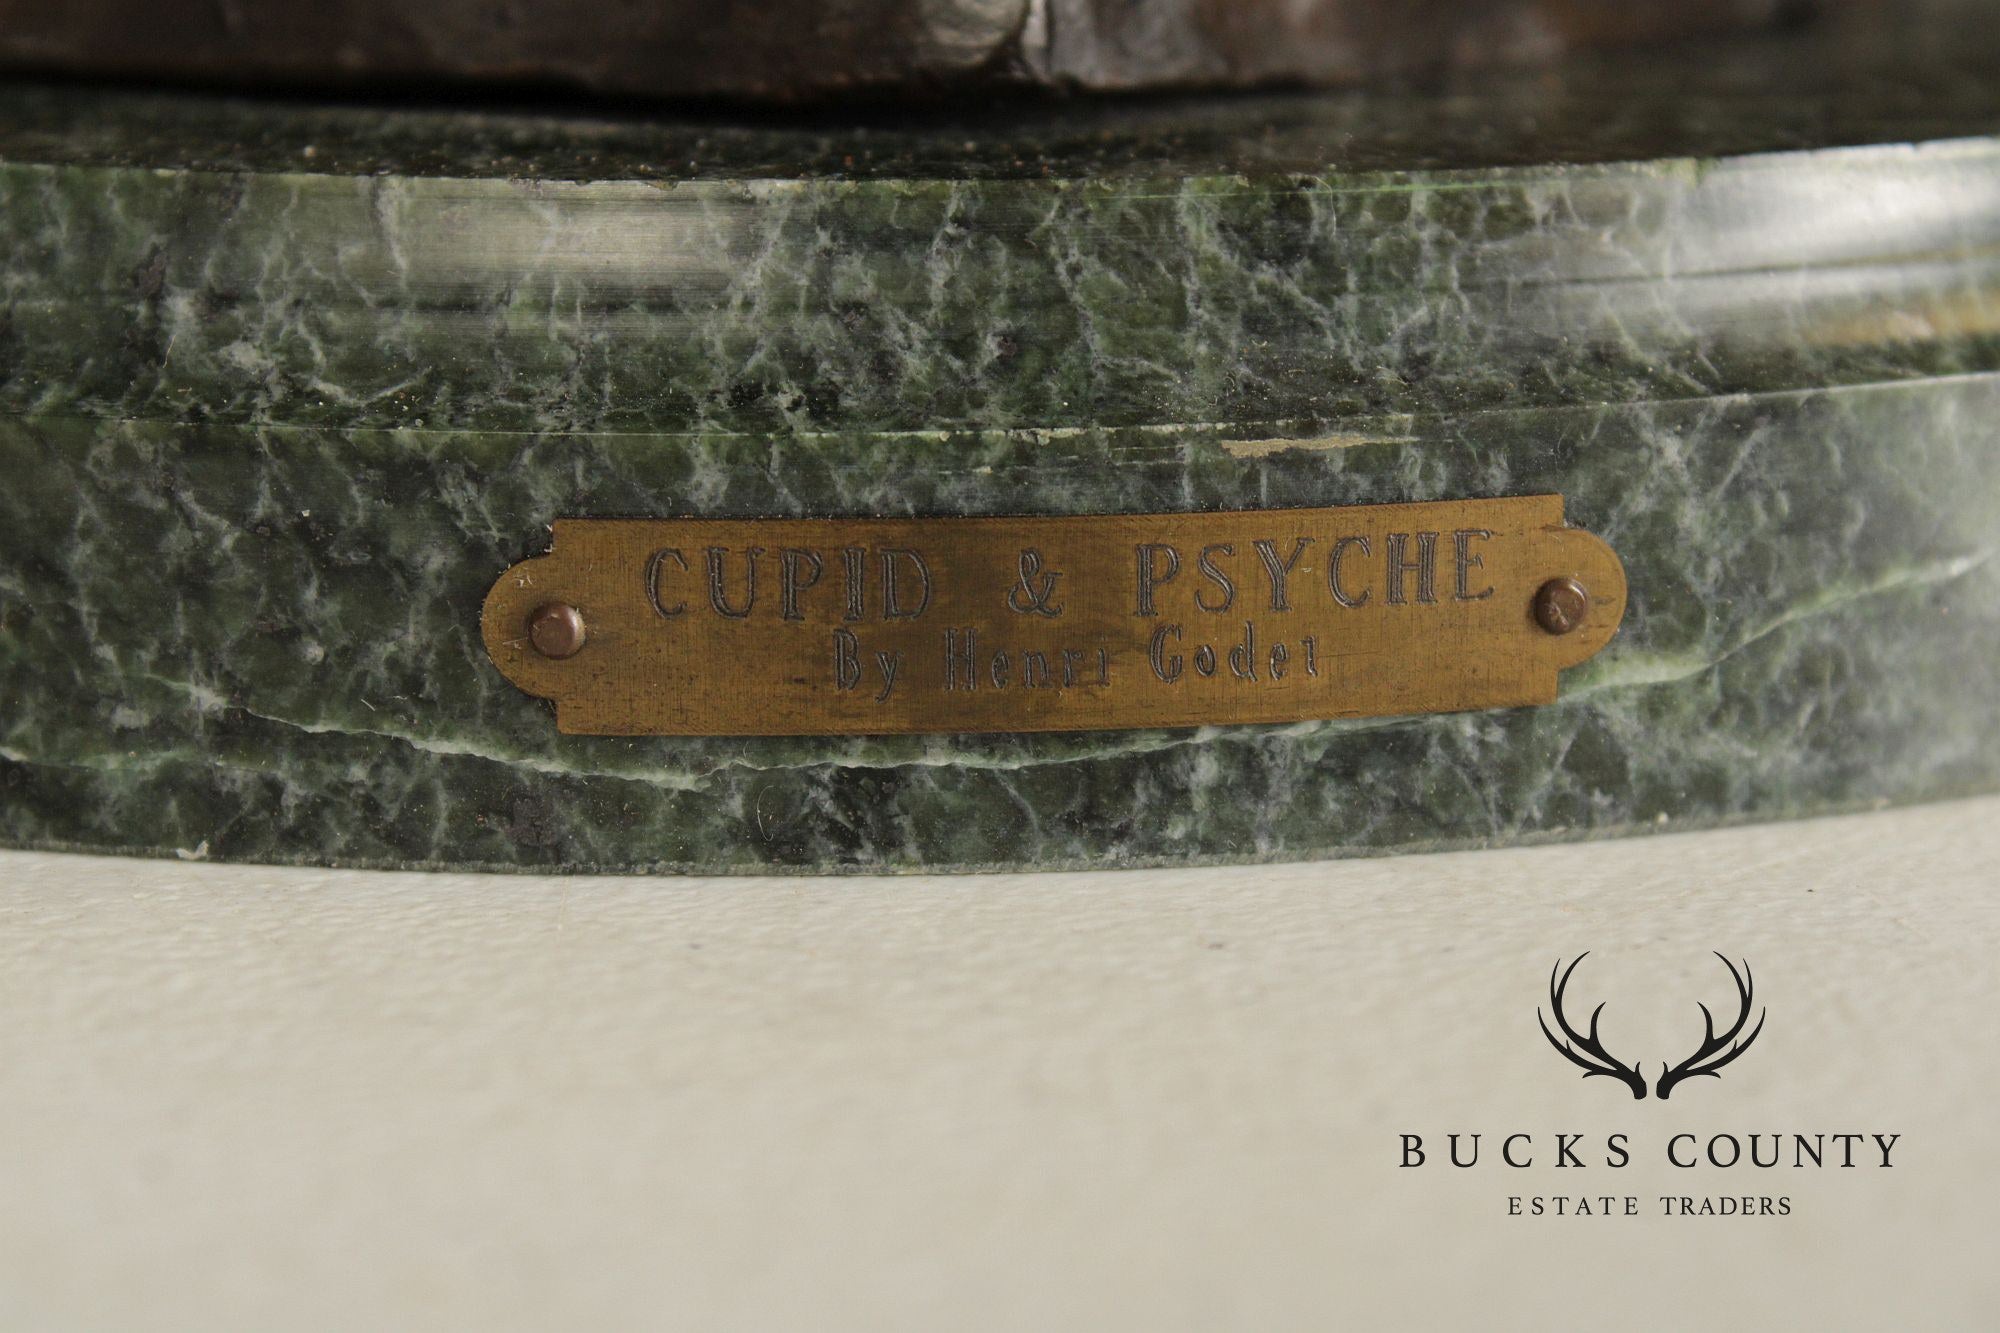 CUPID & PSYCHE
By Henri Godet
BUCKS COUNTY
ESTATE TRADERS